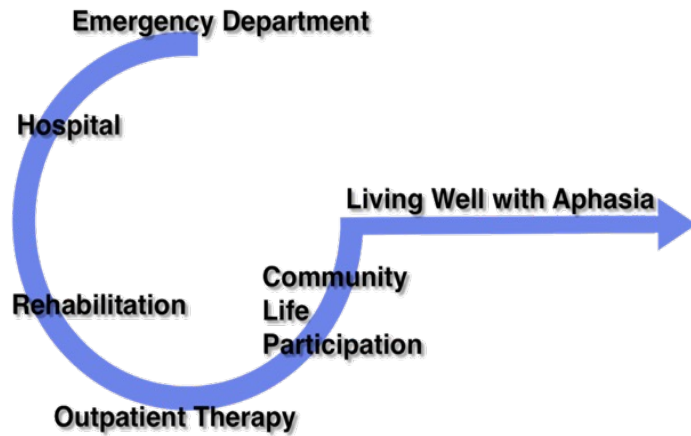 Emergency Department
Hospital
Rehabilitation
Outpatient Therapy
Community
Life
Participation
Living Well with Aphasia